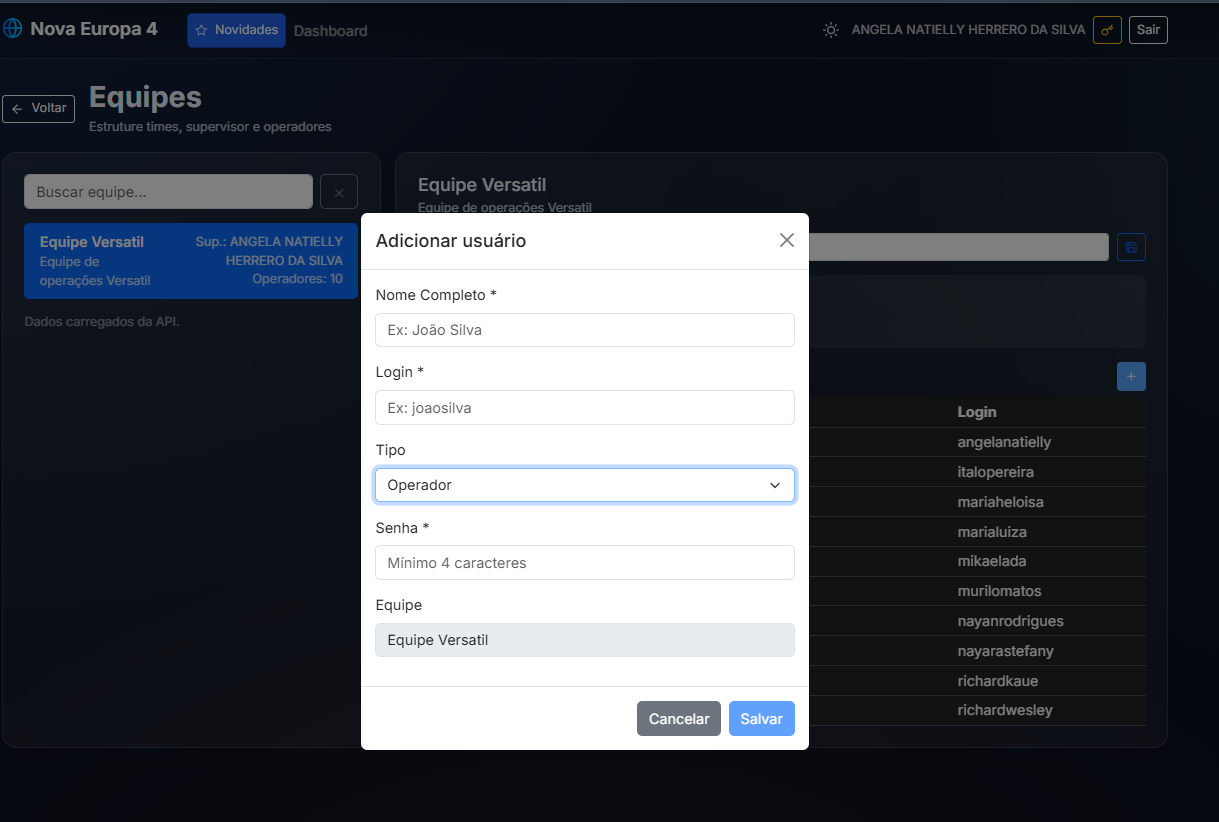 Nova Europa 4
Novidades
Dashboard
ANGELA NATIELLY HERRERO DA SILVA
Sair
Voltar
Equipes
Estruture times, supervisor e operadores
Buscar equipe...
Equipe Versatil
Equipe de
operações Versatil
Sup.: ANGELA NATIELLY
HERRERO DA SILVA
Operadores: 10
Dados carregados da API.
Equipe Versatil
Equipe de operações Versatil
Adicionar usuário
Nome Completo *
Ex: João Silva
Login *
Ex: joaosilva
Tipo
Operador
Senha *
Mínimo 4 caracteres
Equipe
Equipe Versatil
Cancelar
Salvar
+
Login
angelanatielly
italopereira
mariaheloisa
marialuiza
mikaelada
murilomatos
nayanrodrigues
nayarastefany
richardkaue
richardwesley